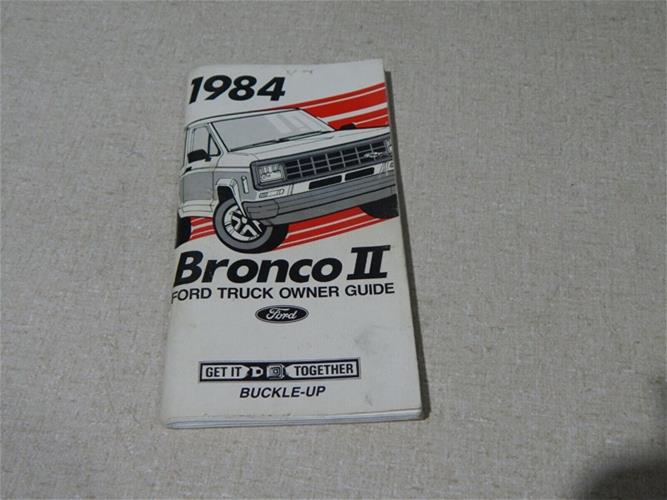 1984
Bronco II
FORD TRUCK OWNER GUIDE
Ford
GET IT TOGETHER
BUCKLE-UP